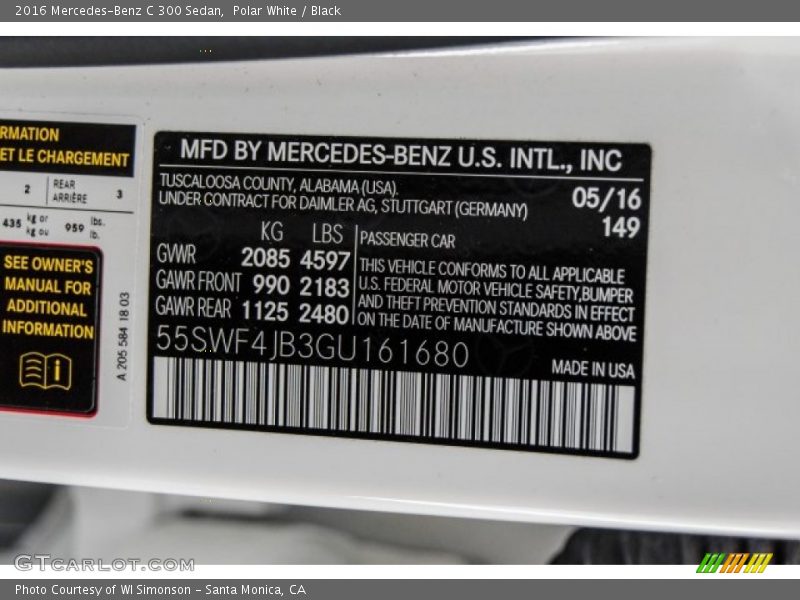 2016 Mercedes-Benz C 300 Sedan,  Polar White / Black
RMATION
ET LE CHARGEMENT
2 REAR ARRIÈRE 3
435 kg or kg ou 959 lbs. lb.
SEE OWNER'S
MANUAL FOR
ADDITIONAL
INFORMATION
A 205 584 18 03
MFD BY MERCEDES-BENZ U.S. INTL., INC
TUSCALOOSA COUNTY, ALABAMA (USA).
UNDER CONTRACT FOR DAIMLER AG, STUTTGART (GERMANY)
05/16
149
KG LBS
GWR 2085 4597
GAWR FRONT 990 2183
GAWR REAR 1125 2480
PASSENGER CAR
THIS VEHICLE CONFORMS TO ALL APPLICABLE
U.S. FEDERAL MOTOR VEHICLE SAFETY,BUMPER
AND THEFT PREVENTION STANDARDS IN EFFECT
ON THE DATE OF MANUFACTURE SHOWN ABOVE
55SWF4JB3GU161680
MADE IN USA
GTCarLot.com
Photo Courtesy of WI Simonson - Santa Monica, CA